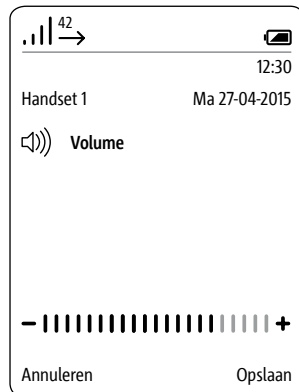 42
12:30
Handset 1 Ma 27-04-2015
Volume
- +
Annuleren Opslaan